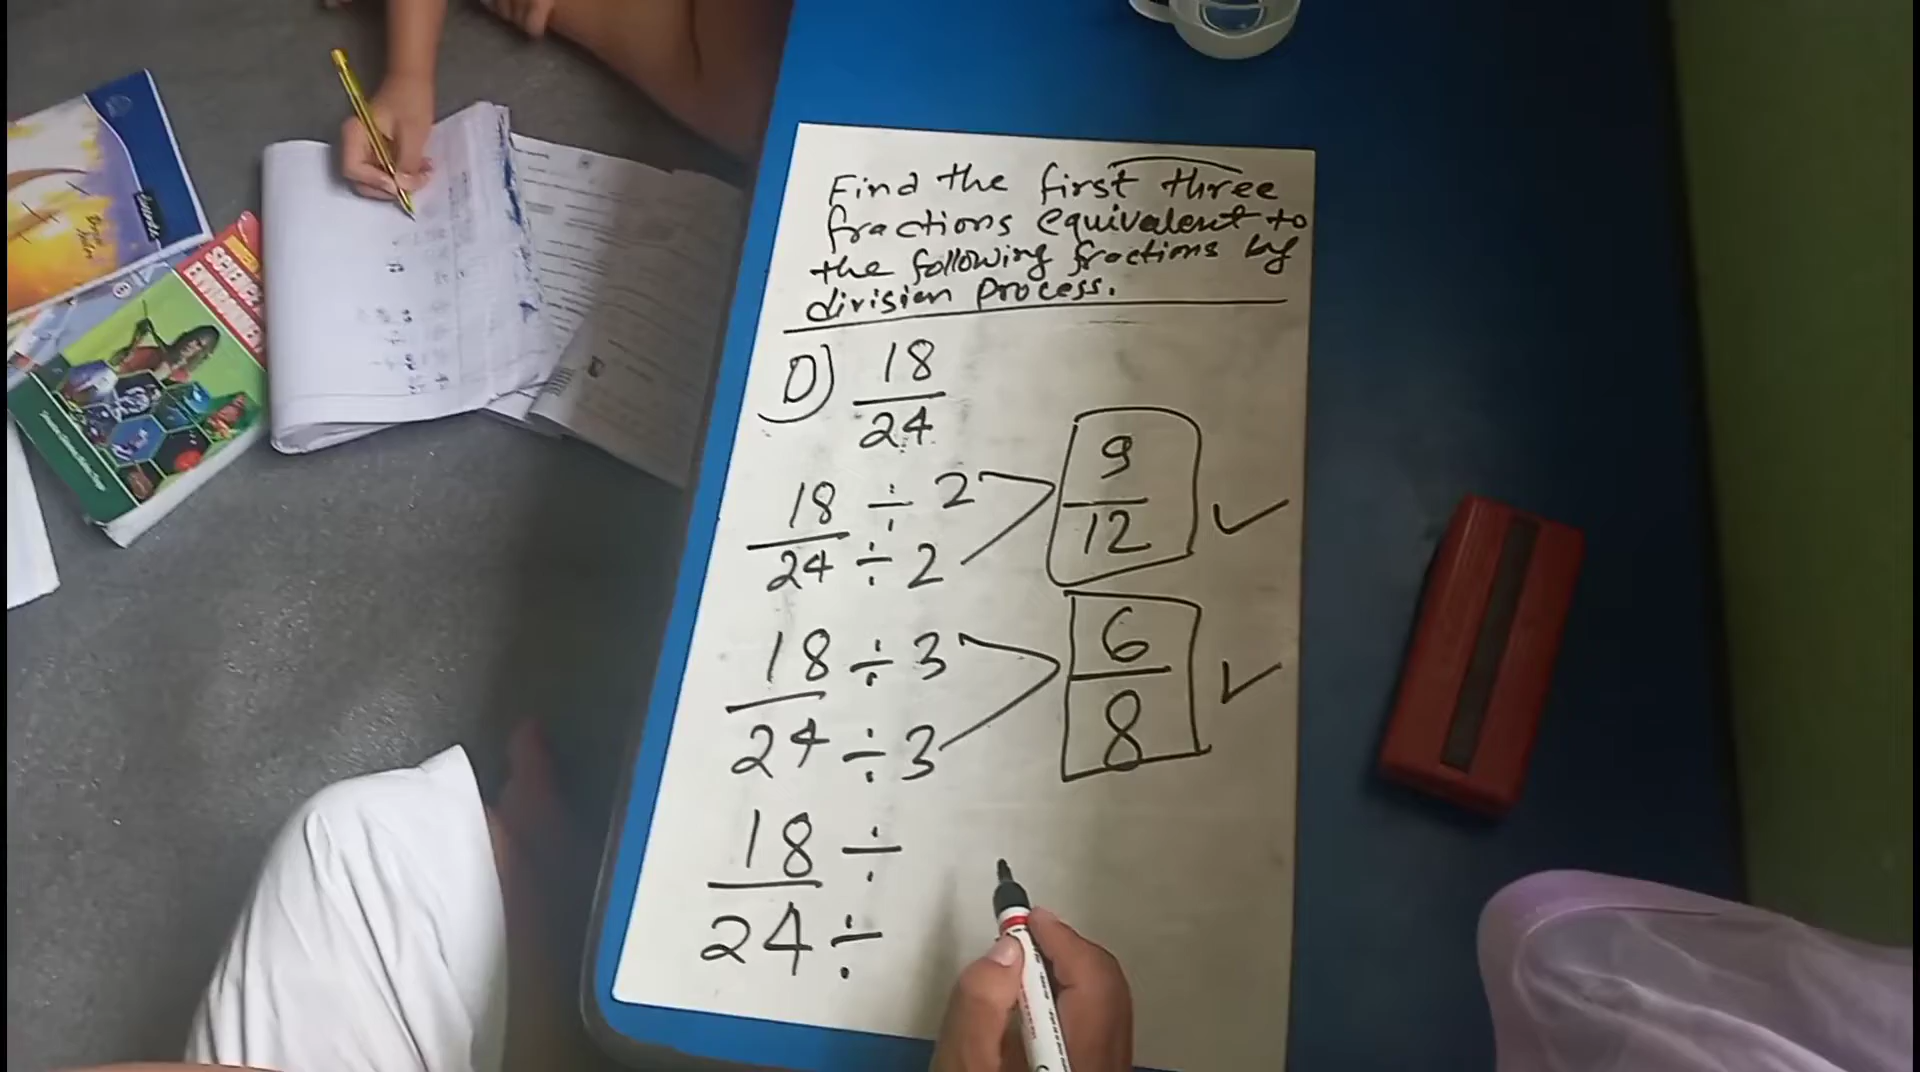 Find the first three
fractions equivalent to
the following fractions by
division process.
D) 18
24
18 ÷ 2
24 ÷ 2
9
12
18 ÷ 3
24 ÷ 3
6
8
18 ÷
24 ÷
SCIENCE